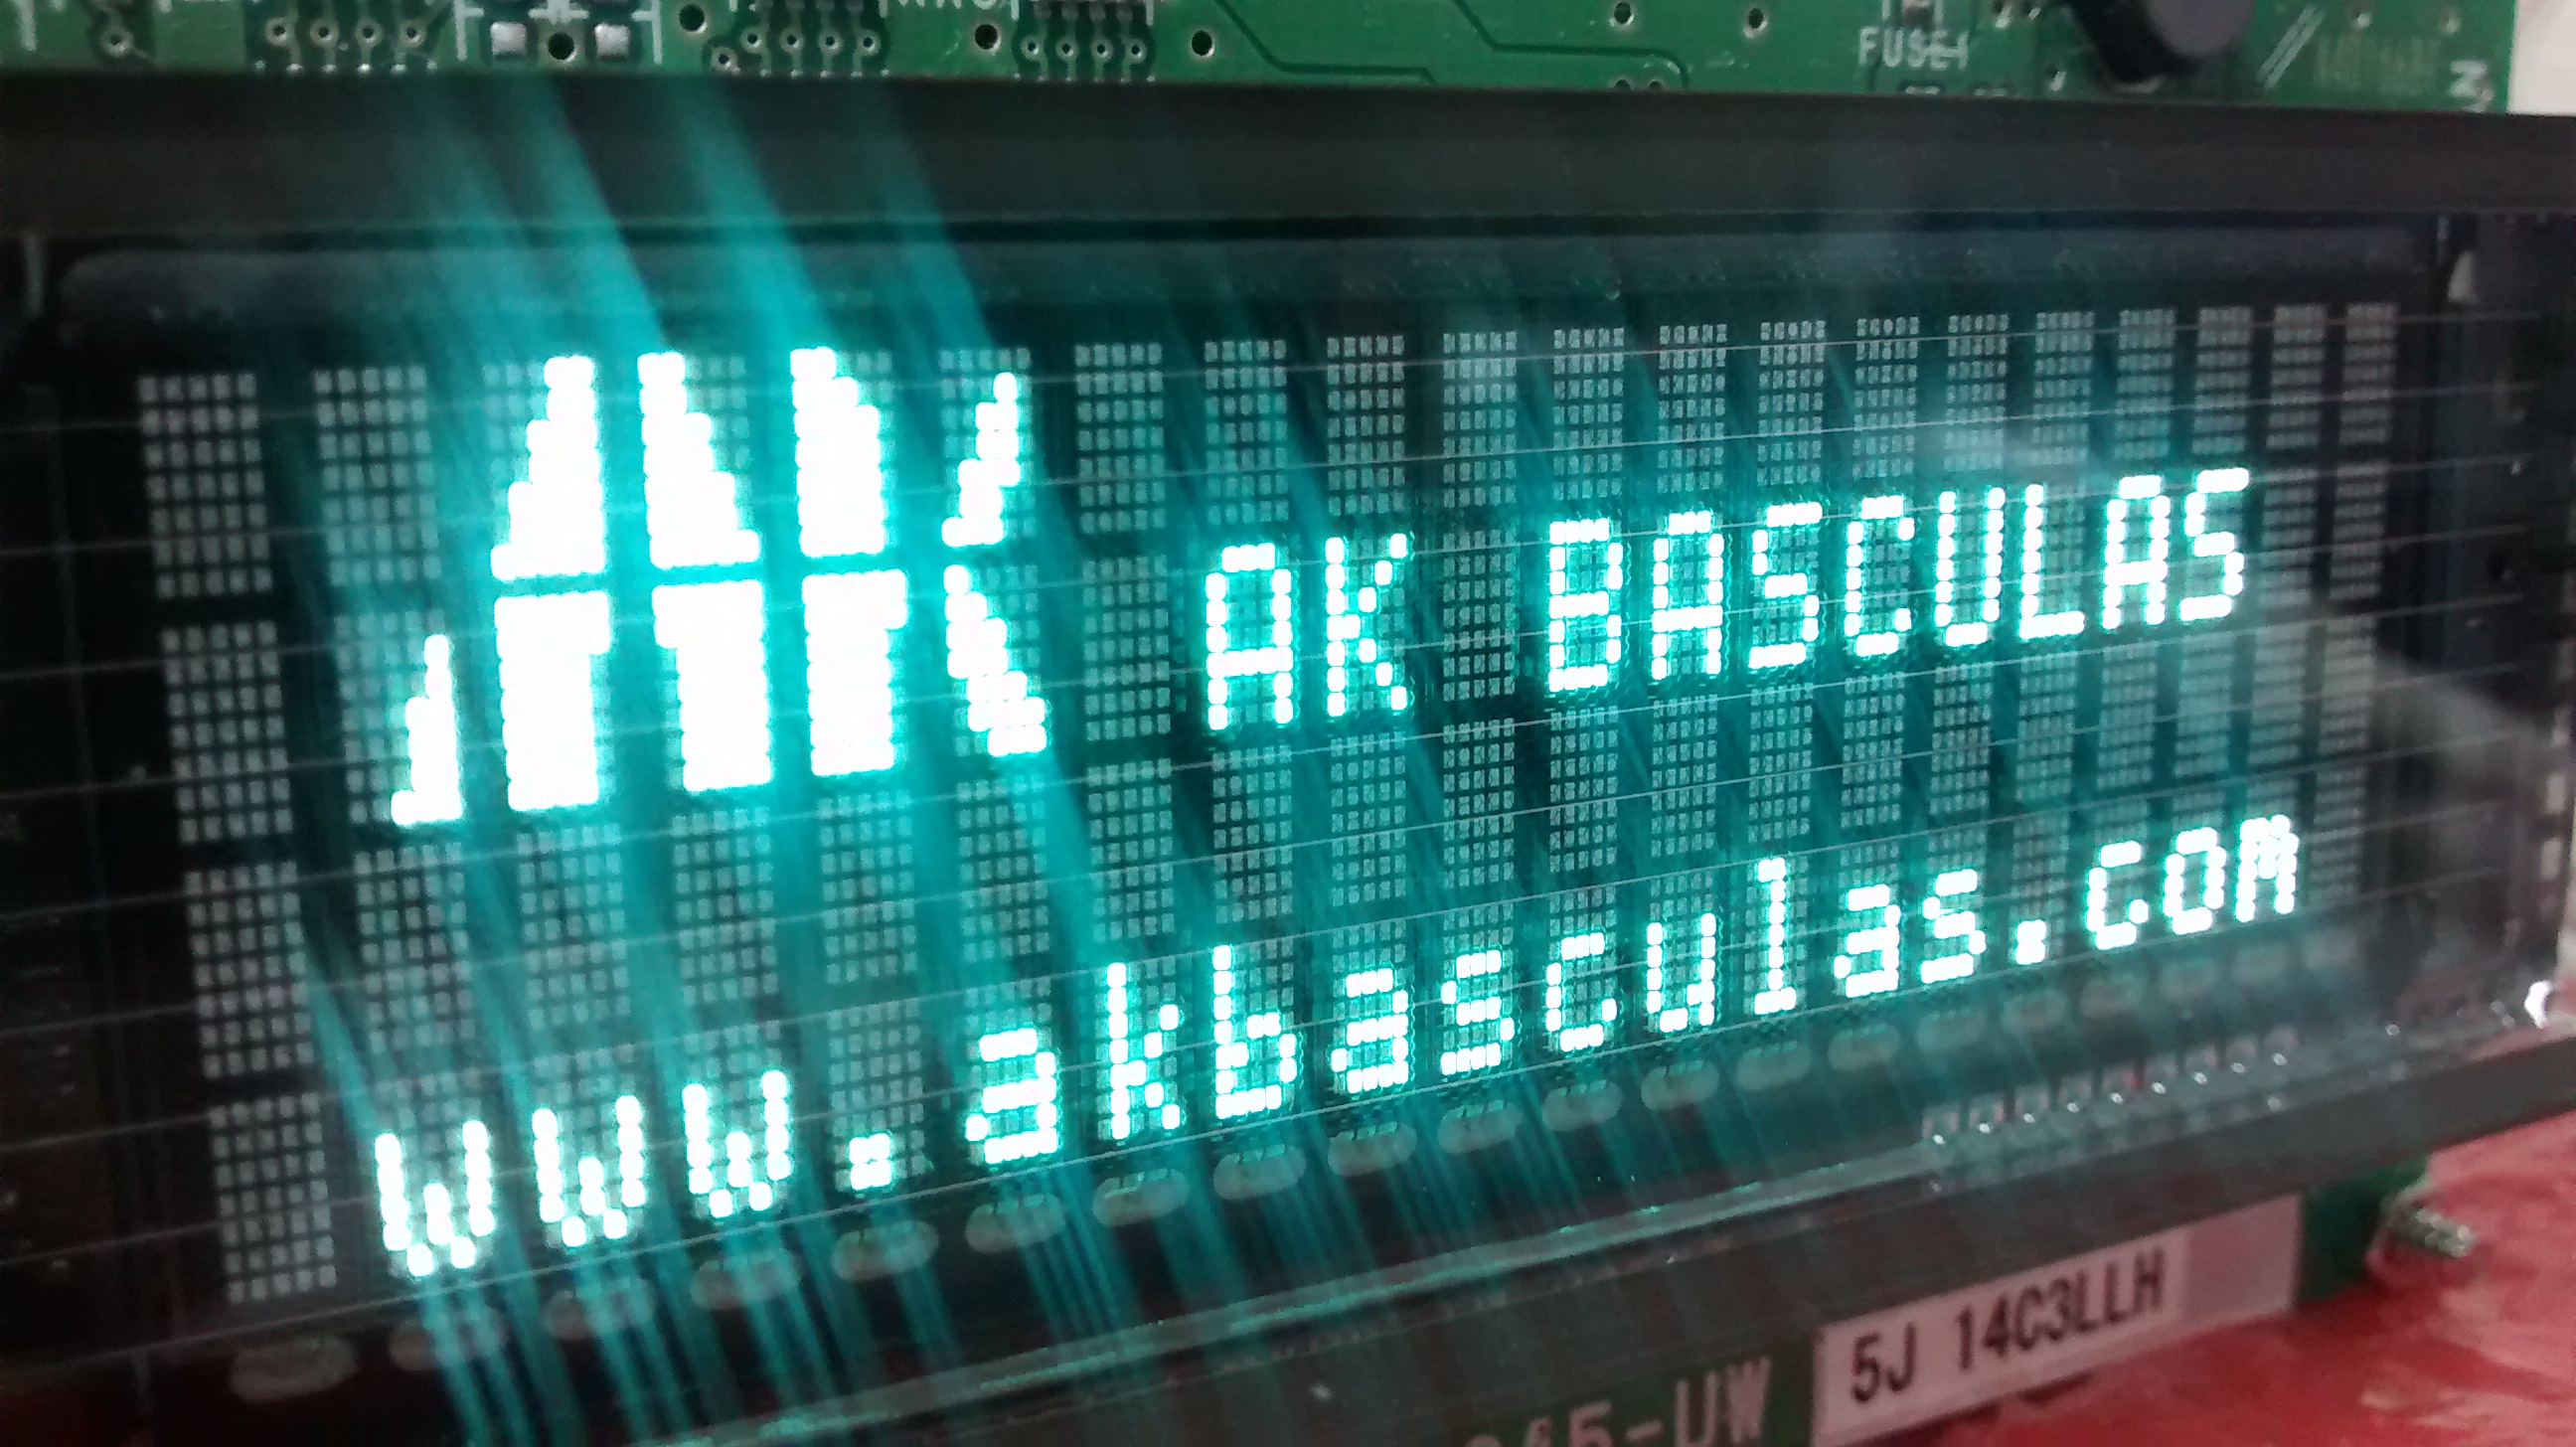 FUSE1
AK BASCULAS
www.akbasculas.com
5J 14C3LLH